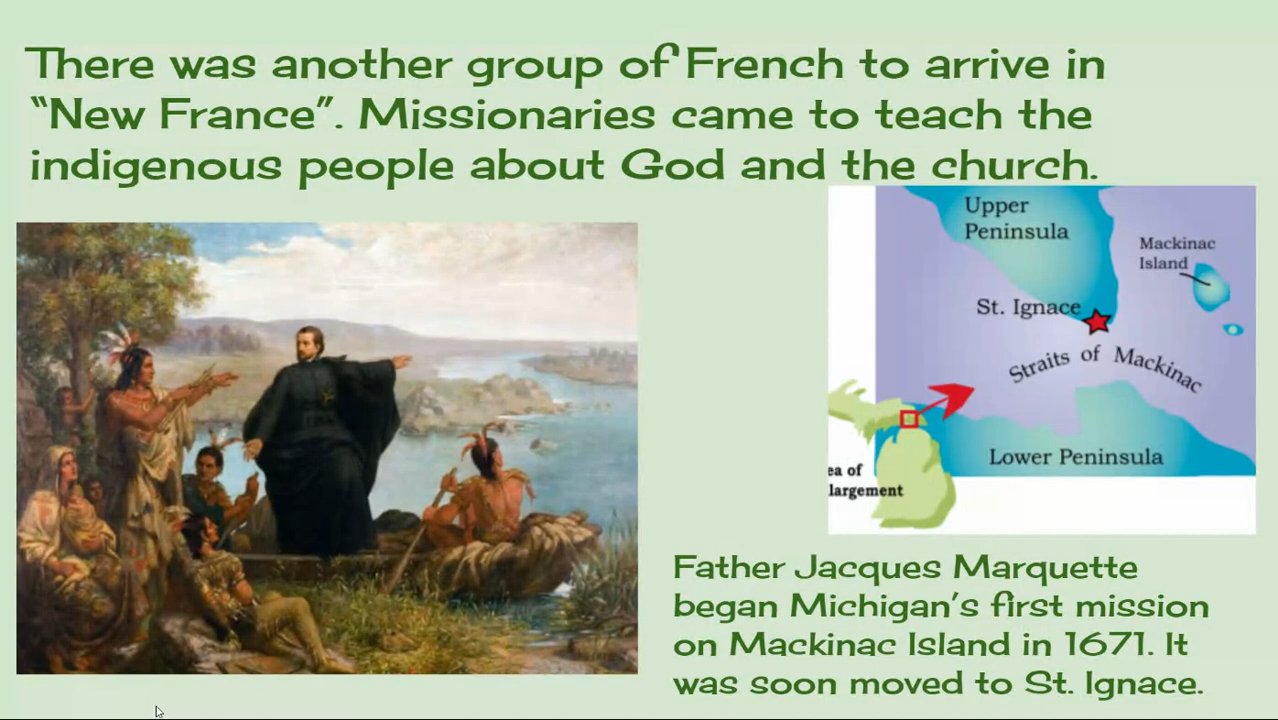 There was another group of French to arrive in
“New France”. Missionaries came to teach the
indigenous people about God and the church.
Upper
Peninsula
Mackinac
Island
St. Ignace
Straits of Mackinac
Lower Peninsula
ea of
largement
Father Jacques Marquette
began Michigan's first mission
on Mackinac Island in 1671. It
was soon moved to St. Ignace.